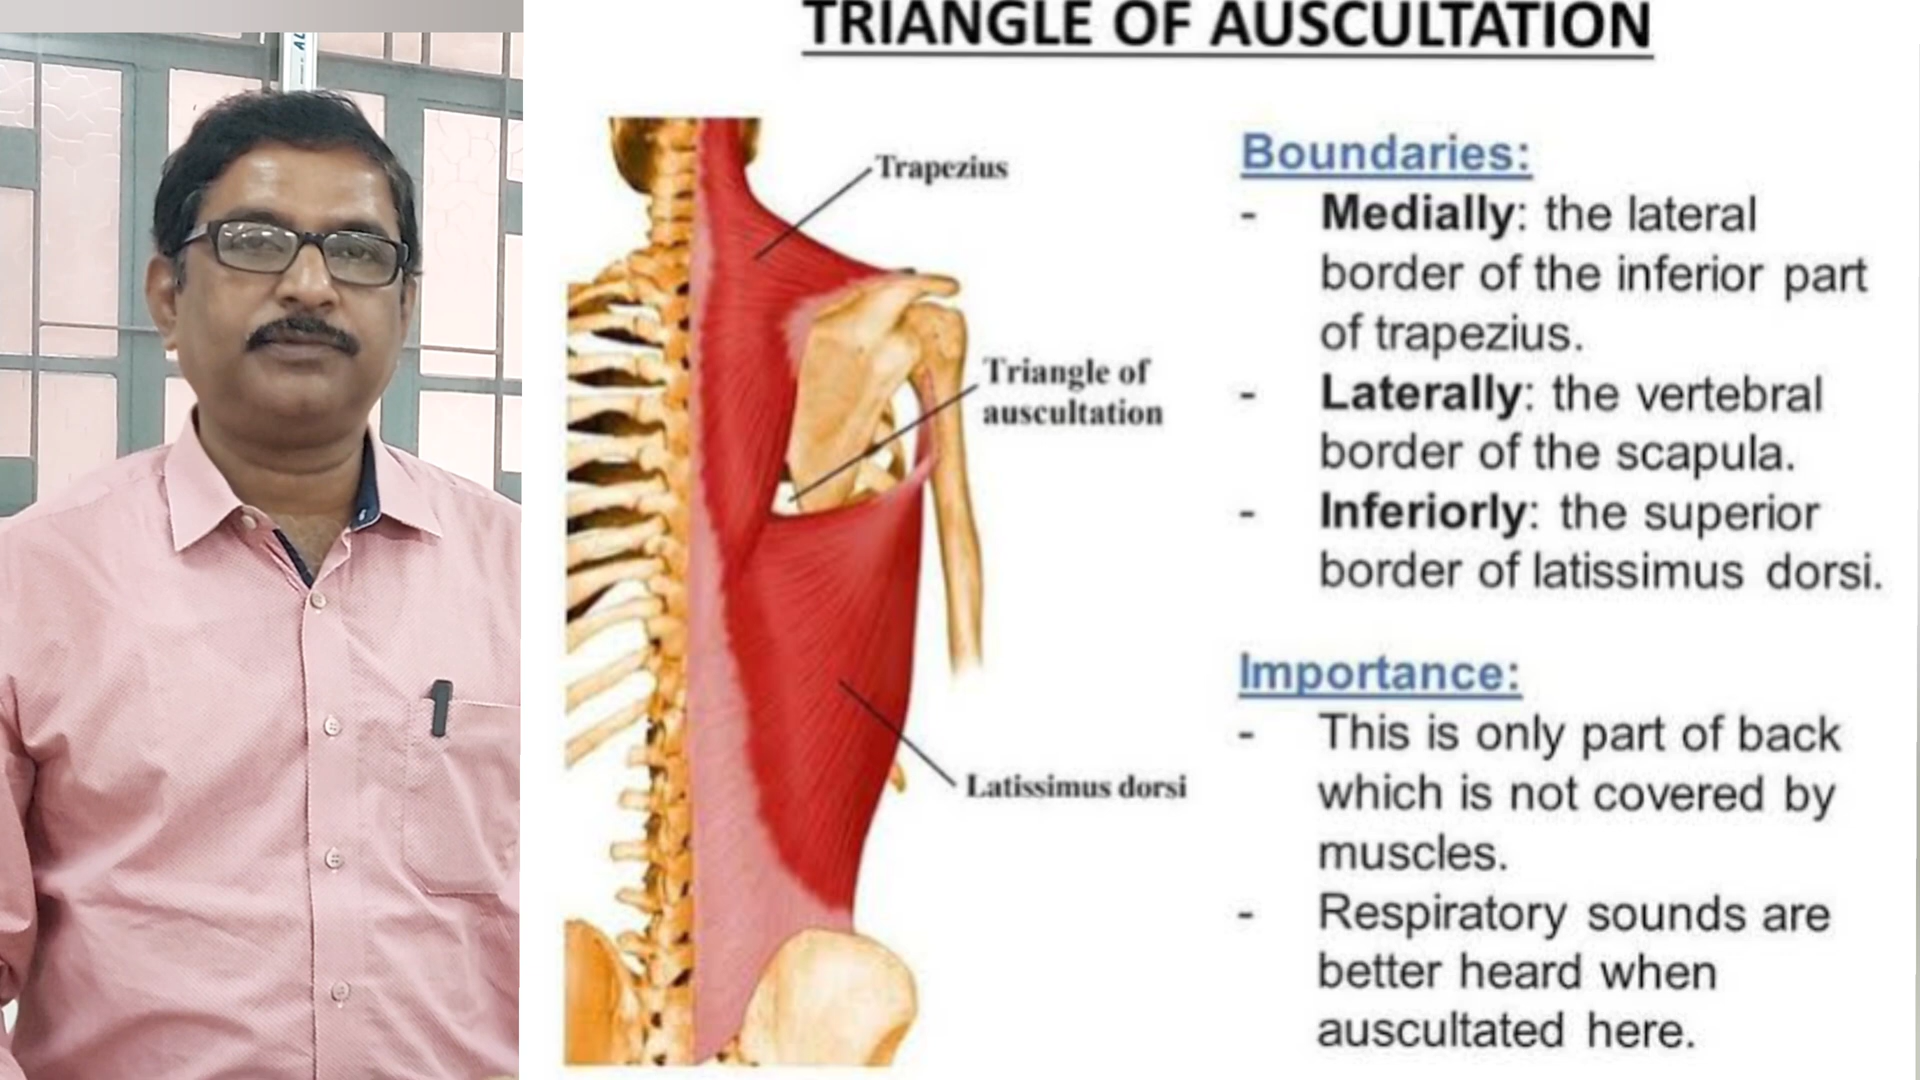 TRIANGLE OF AUSCULTATION
Trapezius
Triangle of
auscultation
Latissimus dorsi
Boundaries:
- Medially: the lateral
border of the inferior part
of trapezius.
- Laterally: the vertebral
border of the scapula.
- Inferiorly: the superior
border of latissimus dorsi.
Importance:
- This is only part of back
which is not covered by
muscles.
- Respiratory sounds are
better heard when
auscultated here.